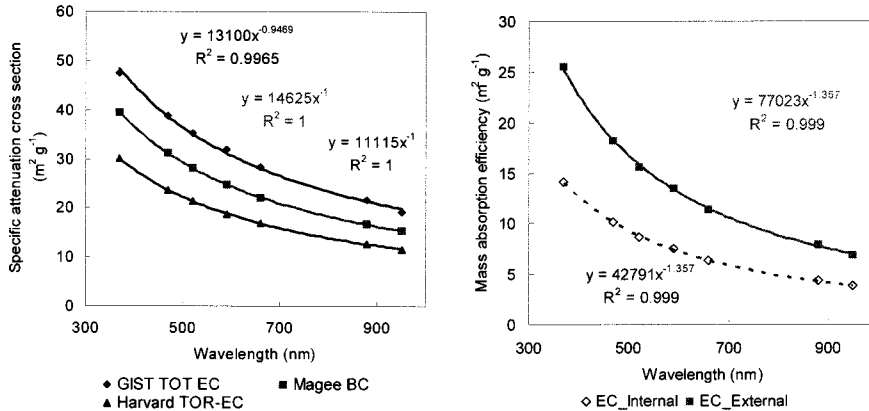 60
50
40
30
20
10
0
300
500
700
900
Specific attenuation cross section
(m² g⁻¹)
y = 13100x⁻⁰·⁹⁴⁶⁹
R² = 0.9965
y = 14625x⁻¹
R² = 1
y = 11115x⁻¹
R² = 1
Wavelength (nm)
GIST TOT EC
Magee BC
Harvard TOR-EC
30
25
20
15
10
5
0
300
500
700
900
Mass absorption efficiency (m² g⁻¹)
y = 77023x⁻¹·³⁵⁷
R² = 0.999
y = 42791x⁻¹·³⁵⁷
R² = 0.999
Wavelength (nm)
EC_Internal
EC_External